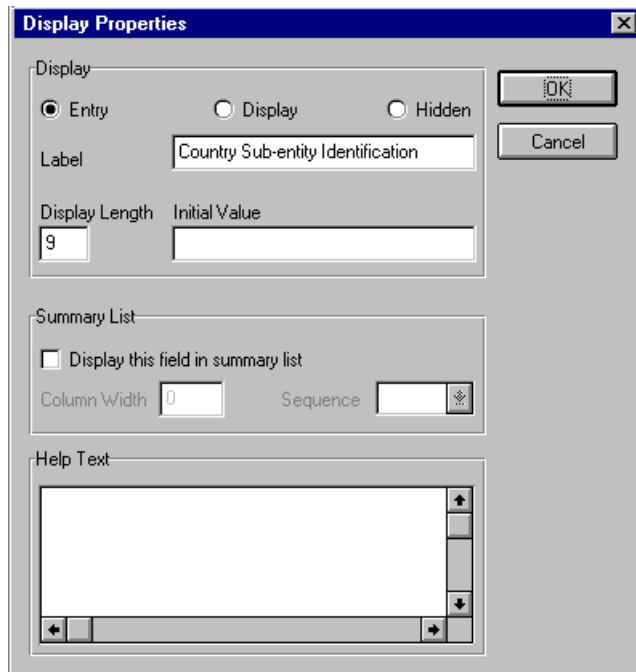 Display Properties
Display
Entry Display Hidden
OK
Label Country Sub-entity Identification
Cancel
Display Length Initial Value
9
Summary List
Display this field in summary list
Column Width 0 Sequence
Help Text